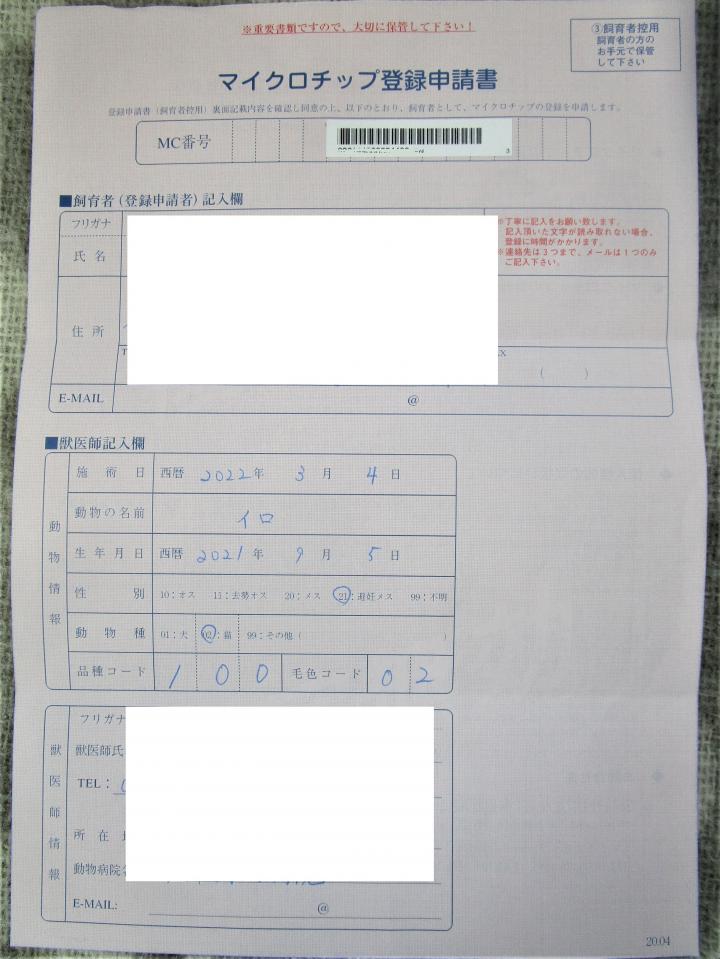 ※重要書類ですので、大切に保管して下さい!
③飼育者控用
飼育者の方の
お手元で保管
して下さい
マイクロチップ登録申請書
登録申請書(飼育者控用)裏面記載内容を確認し同意の上、以下のとおり、飼育者として、マイクロチップの登録を申請します。
MC番号
3
■飼育者(登録申請者)記入欄
フリガナ
氏名
※丁寧に記入をお願い致します。
記入頂いた文字が読み取れない場合、
登録に時間がかかります。
※連絡先は3つまで、メールは1つのみ
ご記入下さい。
住所
( )
E-MAIL @
■獣医師記入欄
動物情報
施術日 西暦 2022年 3月 4日
動物の名前 イロ
生年月日 西暦 2021年 9月 5日
性別 10:オス 11:去勢オス 20:メス 21:避妊メス 99:不明
動物種 01:犬 02:猫 99:その他( )
品種コード 100 毛色コード 02
獣医師情報
フリガナ
獣医師氏
TEL:
所在
動物病院
E-MAIL: @
20.04